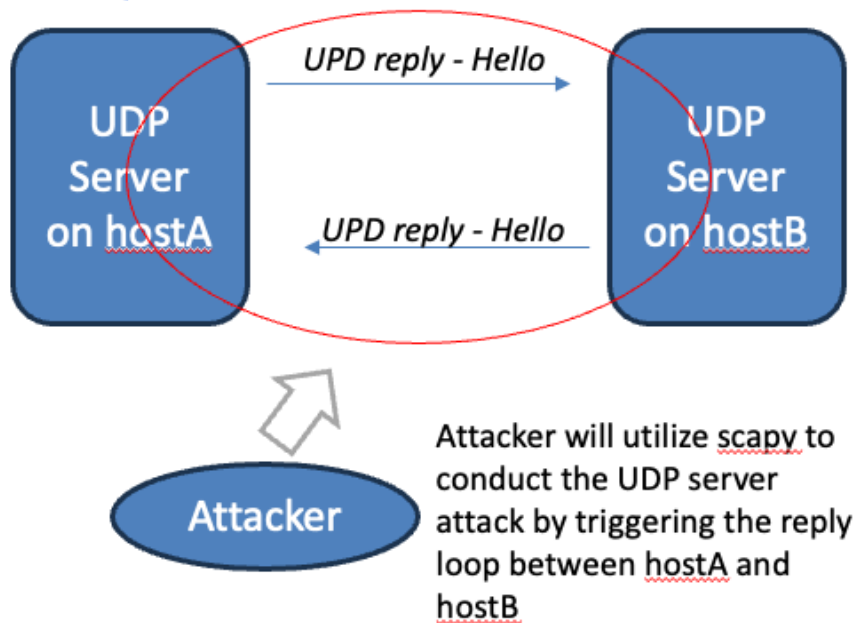 UDP
Server
on hostA
UPD reply - Hello
UPD reply - Hello
UDP
Server
on hostB
Attacker
Attacker will utilize scapy to
conduct the UDP server
attack by triggering the reply
loop between hostA and
hostB